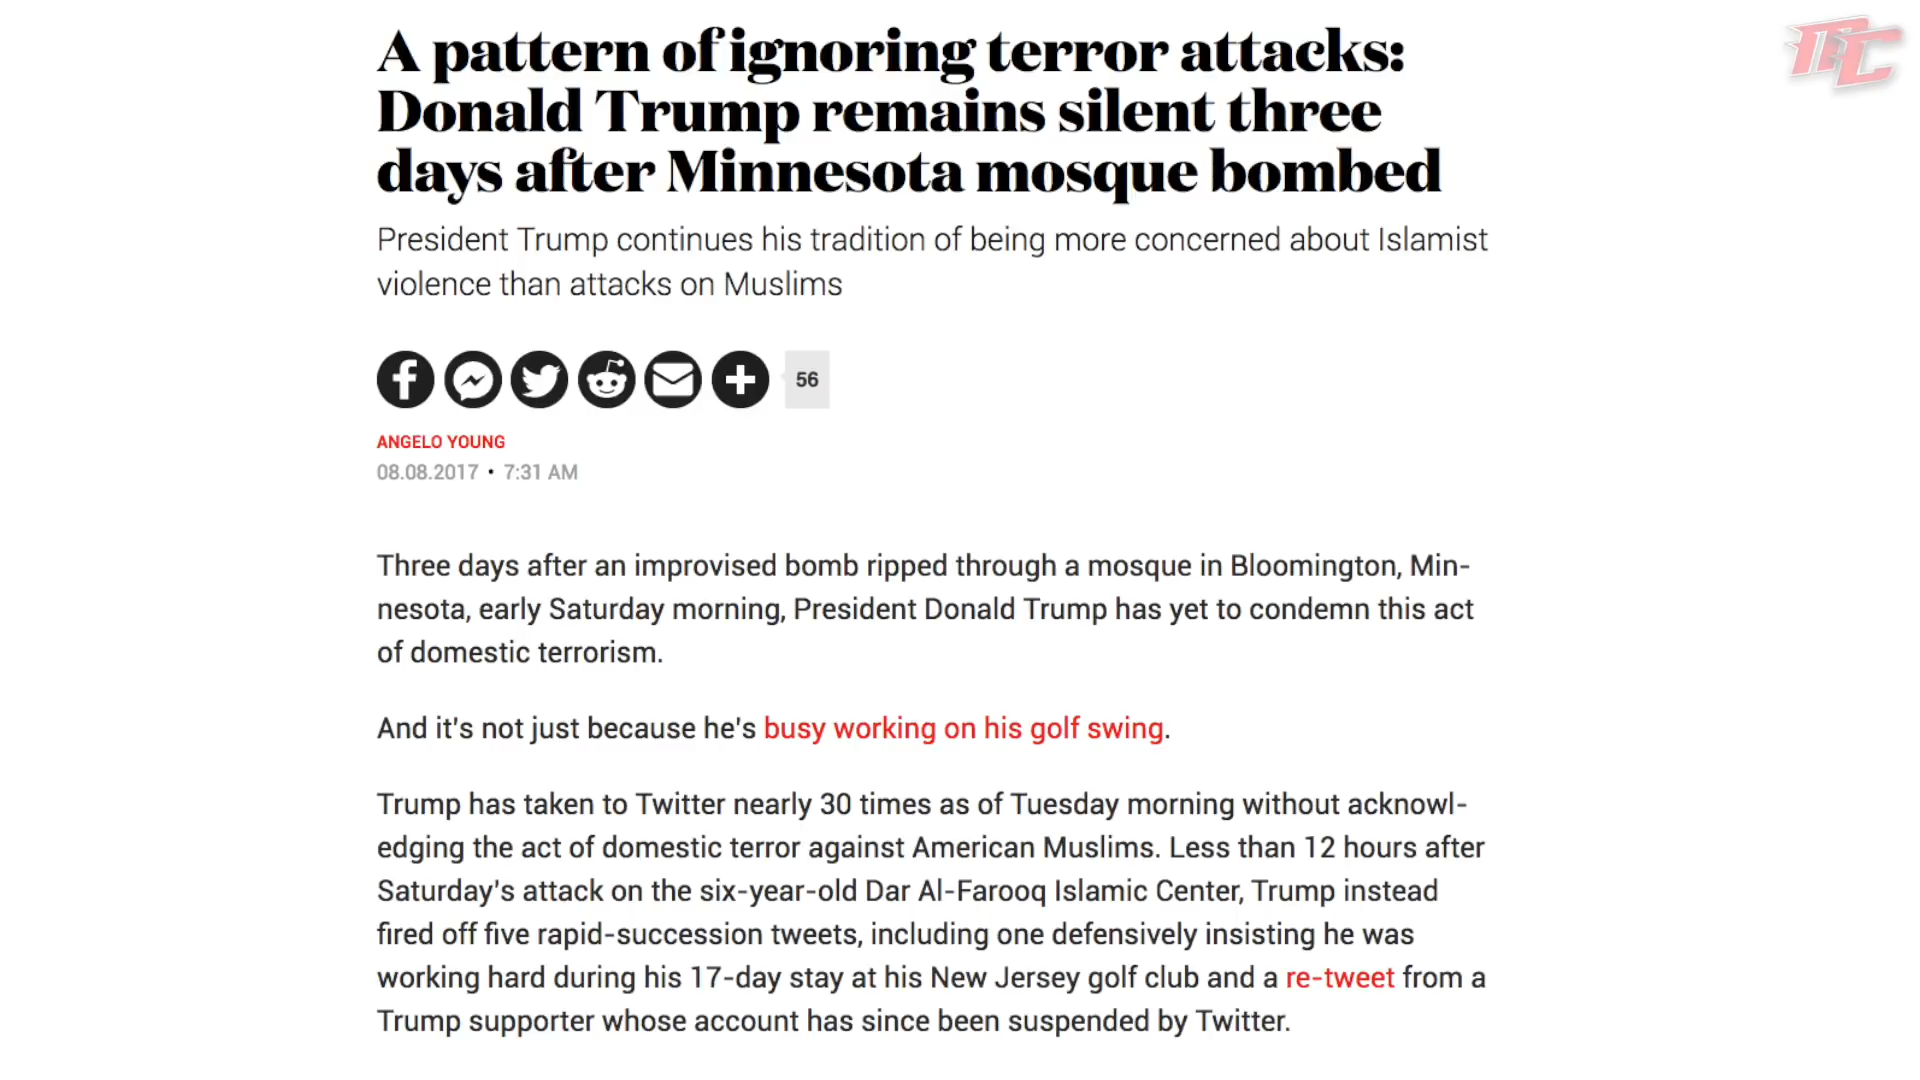 A pattern of ignoring terror attacks:
Donald Trump remains silent three
days after Minnesota mosque bombed
President Trump continues his tradition of being more concerned about Islamist
violence than attacks on Muslims
56
ANGELO YOUNG
08.08.2017 • 7:31 AM
Three days after an improvised bomb ripped through a mosque in Bloomington, Min-
nesota, early Saturday morning, President Donald Trump has yet to condemn this act
of domestic terrorism.
And it's not just because he's busy working on his golf swing.
Trump has taken to Twitter nearly 30 times as of Tuesday morning without acknowl-
edging the act of domestic terror against American Muslims. Less than 12 hours after
Saturday's attack on the six-year-old Dar Al-Farooq Islamic Center, Trump instead
fired off five rapid-succession tweets, including one defensively insisting he was
working hard during his 17-day stay at his New Jersey golf club and a re-tweet from a
Trump supporter whose account has since been suspended by Twitter.